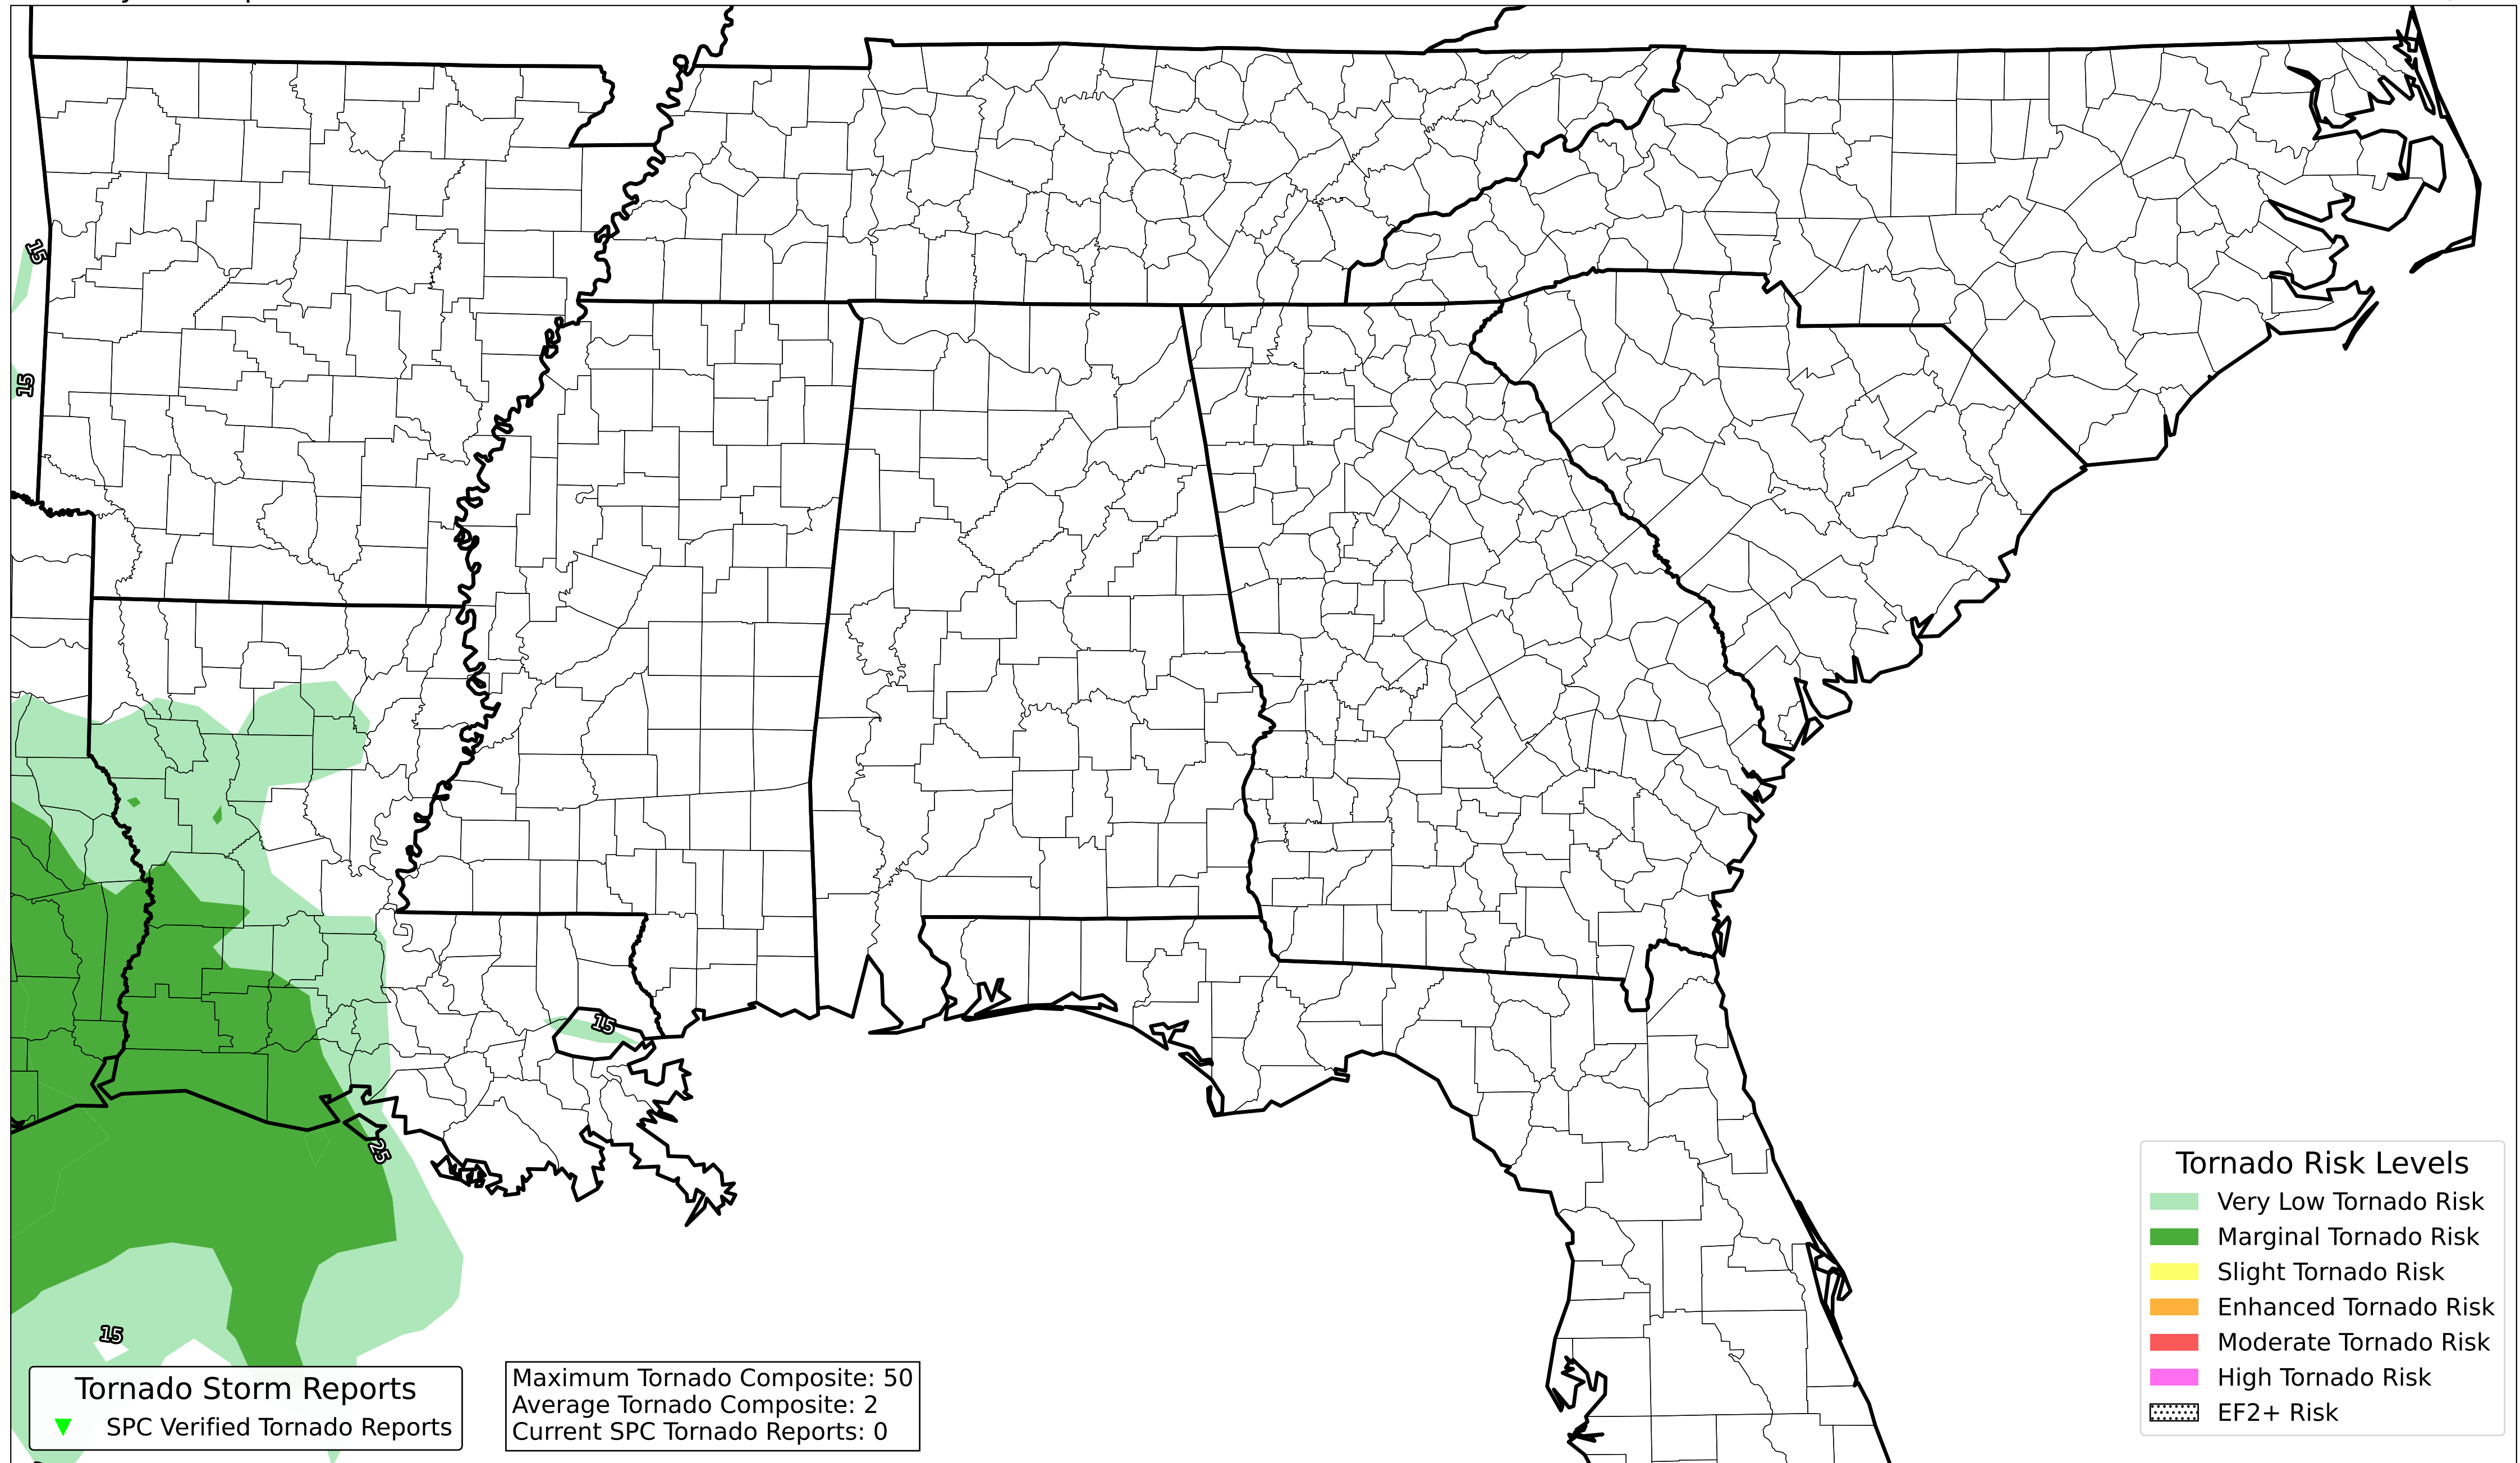 15
15
15
25
15
Tornado Storm Reports
SPC Verified Tornado Reports
Maximum Tornado Composite: 50
Average Tornado Composite: 2
Current SPC Tornado Reports: 0
Tornado Risk Levels
Very Low Tornado Risk
Marginal Tornado Risk
Slight Tornado Risk
Enhanced Tornado Risk
Moderate Tornado Risk
High Tornado Risk
EF2+ Risk